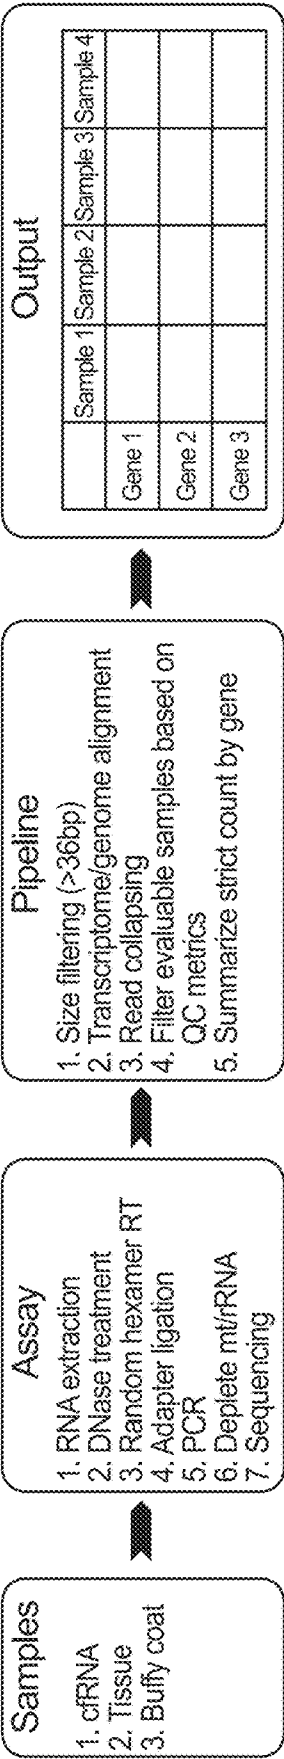 Samples
1. cfRNA
2. Tissue
3. Buffy coat
Assay
1. RNA extraction
2. DNase treatment
3. Random hexamer RT
4. Adapter ligation
5. PCR
6. Deplete mt/rRNA
7. Sequencing
Pipeline
1. Size filtering (>36bp)
2. Transcriptome/genome alignment
3. Read collapsing
4. Filter evaluable samples based on
QC metrics
5. Summarize strict count by gene
Output
Sample 1 Sample 2 Sample 3 Sample 4
Gene 1
Gene 2
Gene 3